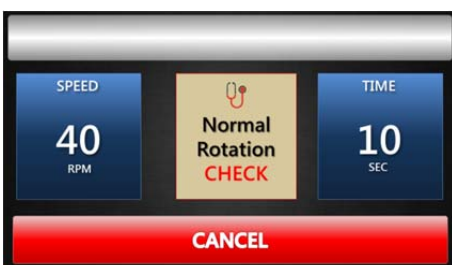 SPEED
40
RPM
Normal
Rotation
CHECK
TIME
10
SEC
CANCEL